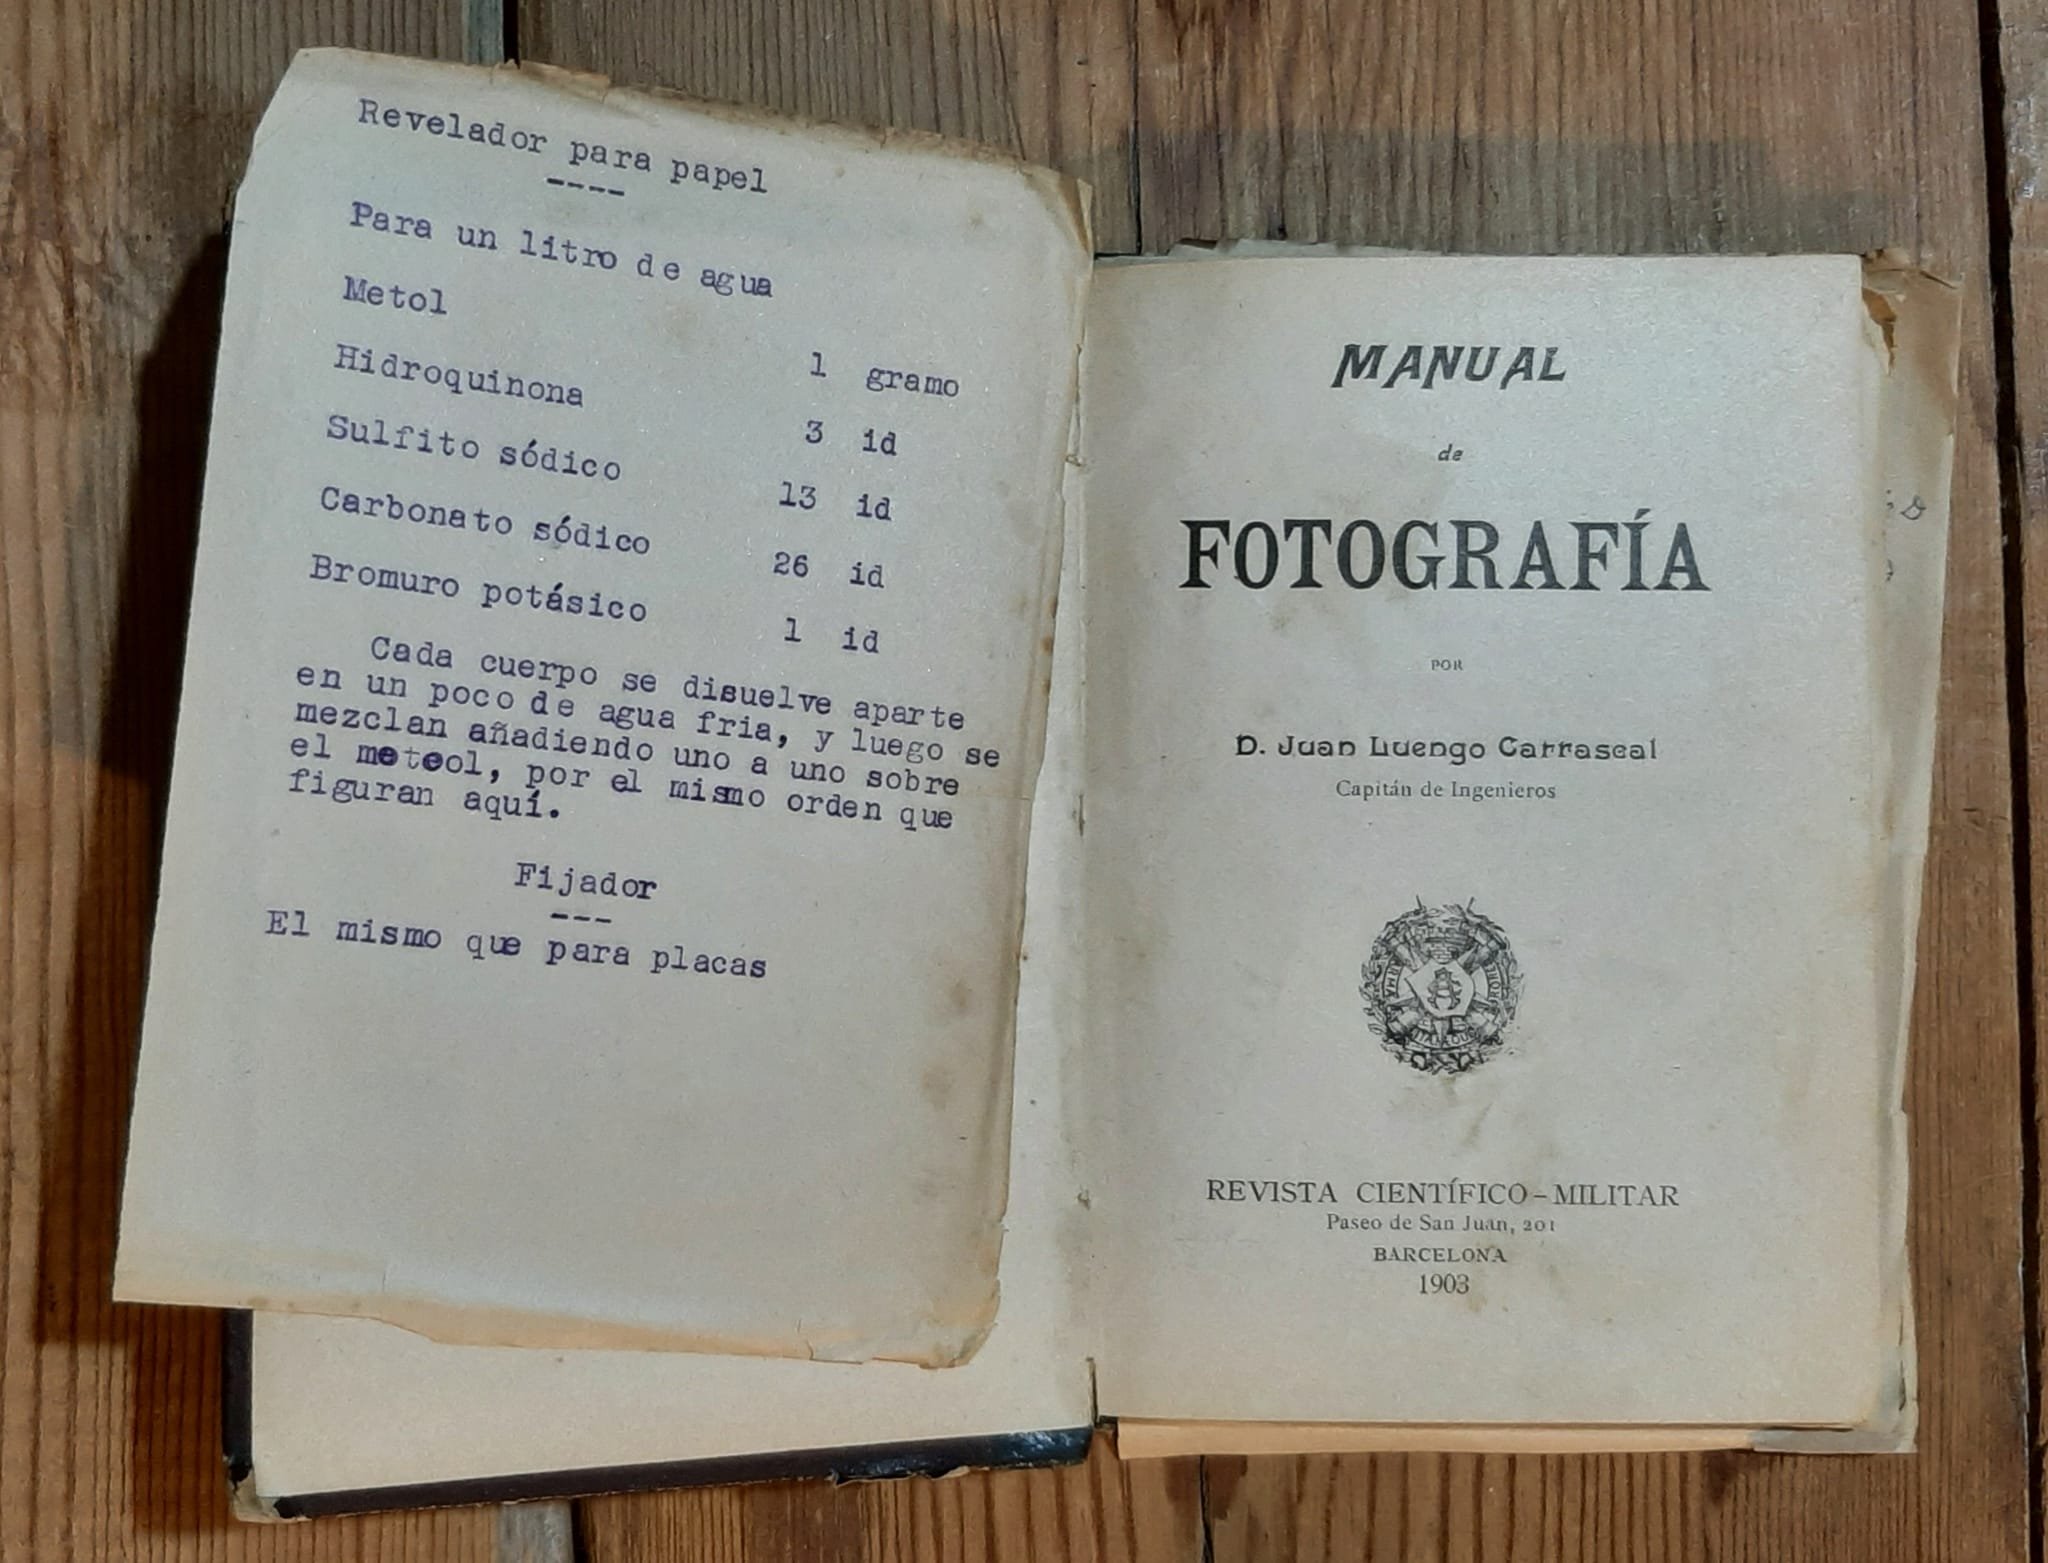 Revelador para papel
----
Para un litro de agua
Metol 1 gramo
Hidroquinona 3 id
Sulfito sódico 13 id
Carbonato sódico 26 id
Bromuro potásico 1 id
Cada cuerpo se disuelve aparte
en un poco de agua fria, y luego se
mezclan añadiendo uno a uno sobre
el meteol, por el mismo orden que
figuran aquí.
Fijador
---
El mismo que para placas
MANUAL
de
FOTOGRAFÍA
POR
D. Juan Luengo Carrascal
Capitán de Ingenieros
REVISTA CIENTÍFICO-MILITAR
Paseo de San Juan, 201
BARCELONA
1903